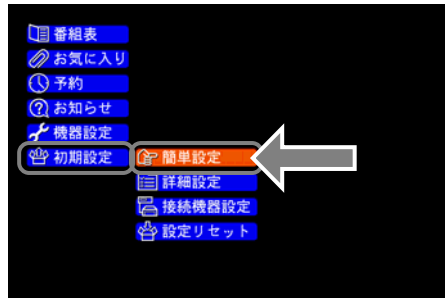 番組表
お気に入り
予約
お知らせ
機器設定
初期設定
簡単設定
詳細設定
接続機器設定
設定リセット